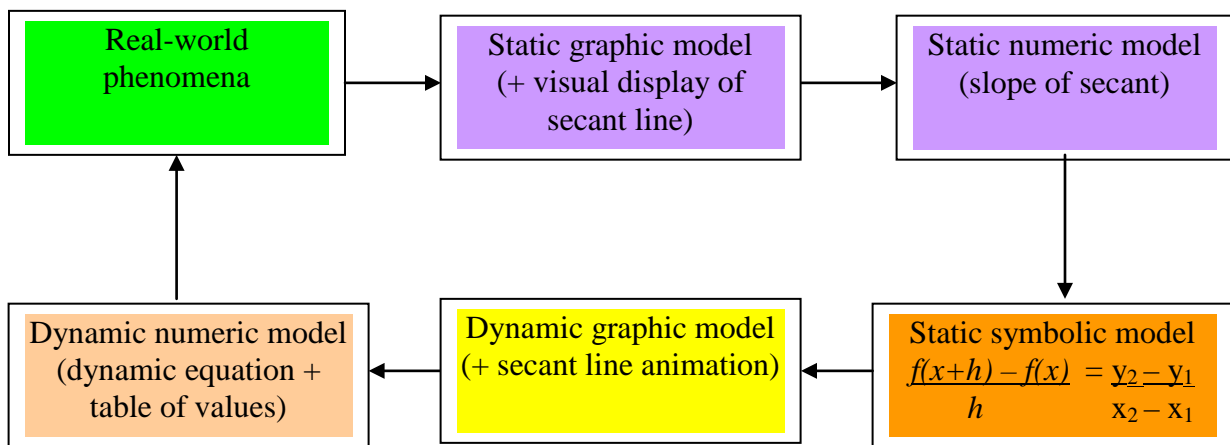 Real-world
phenomena
Static graphic model
(+ visual display of
secant line)
Static numeric model
(slope of secant)
Dynamic numeric model
(dynamic equation +
table of values)
Dynamic graphic model
(+ secant line animation)
Static symbolic model
f(x+h) – f(x) = y₂ – y₁
h x₂ – x₁